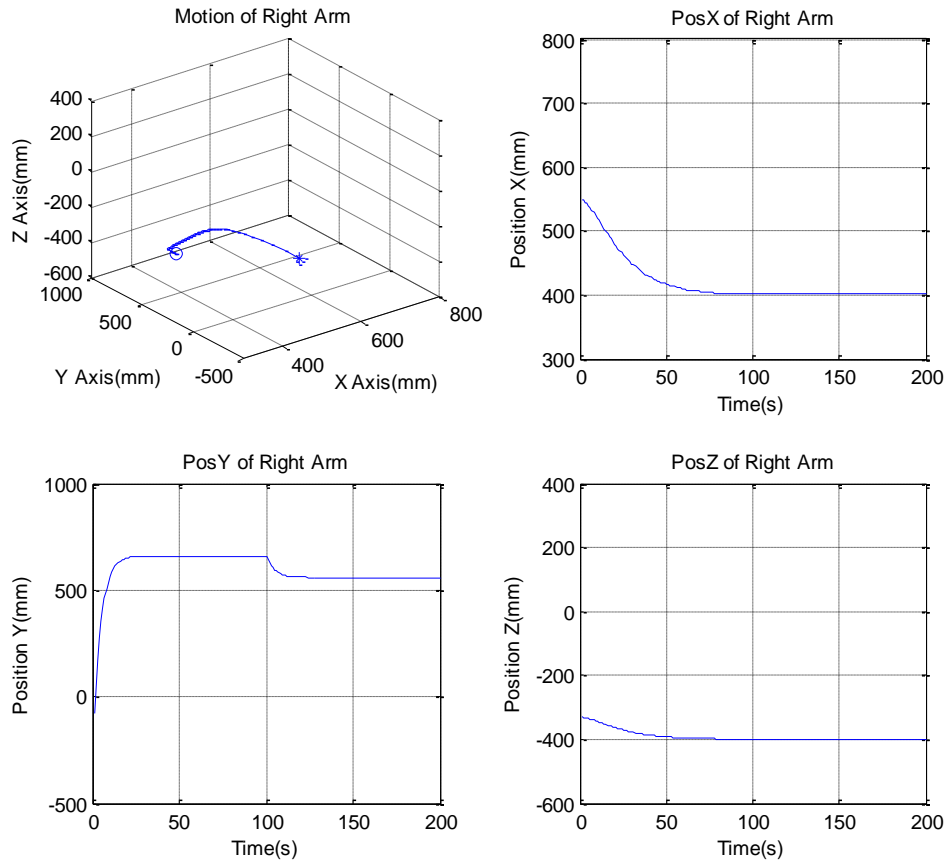 Motion of Right Arm
400
200
0
-200
-400
-600
Z Axis(mm)
1000
500
0
-500
Y Axis(mm)
400
600
800
X Axis(mm)
PosX of Right Arm
800
700
600
500
400
300
Position X(mm)
0 50 100 150 200
Time(s)
PosY of Right Arm
1000
500
0
-500
Position Y(mm)
0 50 100 150 200
Time(s)
PosZ of Right Arm
400
200
0
-200
-400
-600
Position Z(mm)
0 50 100 150 200
Time(s)